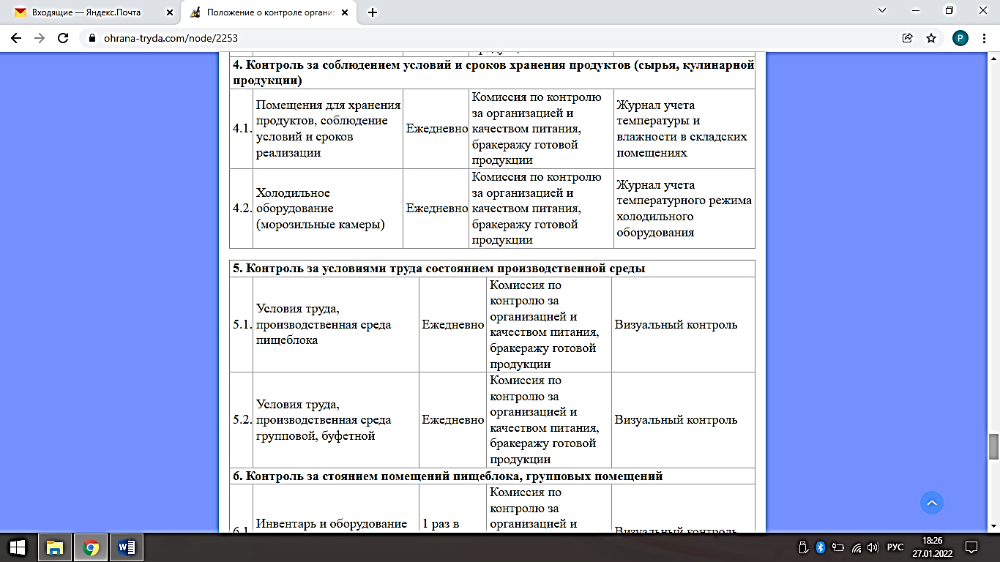 Входящие — Яндекс.Почта
Положение о контроле организ
ohrana-tryda.com/node/2253
P
4. Контроль за соблюдением условий и сроков хранения продуктов (сырья, кулинарной
продукции)
4.1.
Помещения для хранения
продуктов, соблюдение
условий и сроков
реализации
Ежедневно
Комиссия по контролю
за организацией и
качеством питания,
бракеражу готовой
продукции
Журнал учета
температуры и
влажности в складских
помещениях
4.2.
Холодильное
оборудование
(морозильные камеры)
Ежедневно
Комиссия по контролю
за организацией и
качеством питания,
бракеражу готовой
продукции
Журнал учета
температурного режима
холодильного
оборудования
5. Контроль за условиями труда состоянием производственной среды
5.1.
Условия труда,
производственная среда
пищеблока
Ежедневно
Комиссия по
контролю за
организацией и
качеством питания,
бракеражу готовой
продукции
Визуальный контроль
5.2.
Условия труда,
производственная среда
групповой, буфетной
Ежедневно
Комиссия по
контролю за
организацией и
качеством питания,
бракеражу готовой
продукции
Визуальный контроль
6. Контроль за стоянием помещений пищеблока, групповых помещений
6.1
Инвентарь и оборудование
1 раз в
Комиссия по
контролю за
организацией и
Визуальный контроль
РУС
18:26
27.01.2022